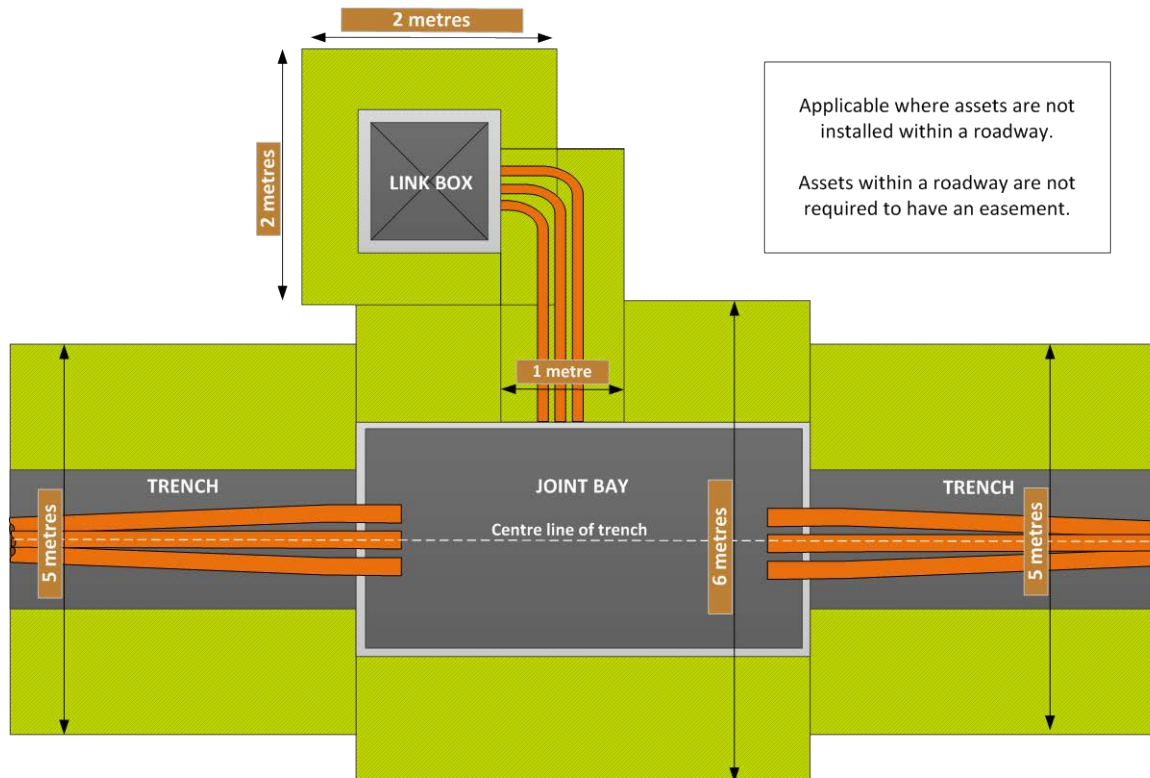 2 metres
Applicable where assets are not
installed within a roadway.
Assets within a roadway are not
required to have an easement.
2 metres
LINK BOX
1 metre
TRENCH
JOINT BAY
TRENCH
Centre line of trench
5 metres
6 metres
5 metres